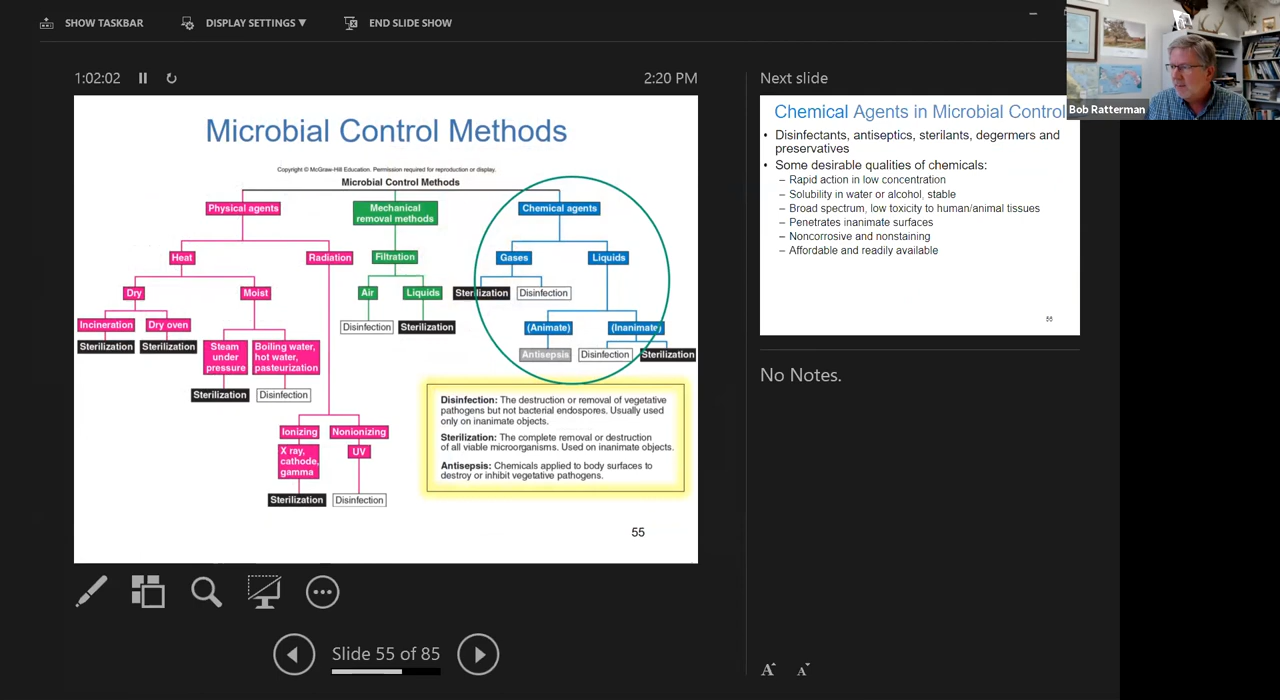 SHOW TASKBAR
DISPLAY SETTINGS ▼
END SLIDE SHOW
1:02:02
2:20 PM
Microbial Control Methods
Copyright © McGraw-Hill Education. Permission required for reproduction or display.
Microbial Control Methods
Physical agents
Mechanical
removal methods
Chemical agents
Heat
Radiation
Filtration
Gases
Liquids
Dry
Moist
Air
Liquids
Sterilization
Disinfection
Incineration
Dry oven
Disinfection
Sterilization
(Animate)
(Inanimate)
Sterilization
Sterilization
Steam
under
pressure
Boiling water,
hot water,
pasteurization
Antisepsis
Disinfection
Sterilization
Sterilization
Disinfection
Ionizing
Nonionizing
X ray,
cathode,
gamma
UV
Sterilization
Disinfection
Disinfection: The destruction or removal of vegetative
pathogens but not bacterial endospores. Usually used
only on inanimate objects.
Sterilization: The complete removal or destruction
of all viable microorganisms. Used on inanimate objects.
Antisepsis: Chemicals applied to body surfaces to
destroy or inhibit vegetative pathogens.
55
Slide 55 of 85
Next slide
Chemical Agents in Microbial Control
• Disinfectants, antiseptics, sterilants, degermers and
preservatives
• Some desirable qualities of chemicals:
– Rapid action in low concentration
– Solubility in water or alcohol, stable
– Broad spectrum, low toxicity to human/animal tissues
– Penetrates inanimate surfaces
– Noncorrosive and nonstaining
– Affordable and readily available
55
No Notes.
A A
Bob Ratterman